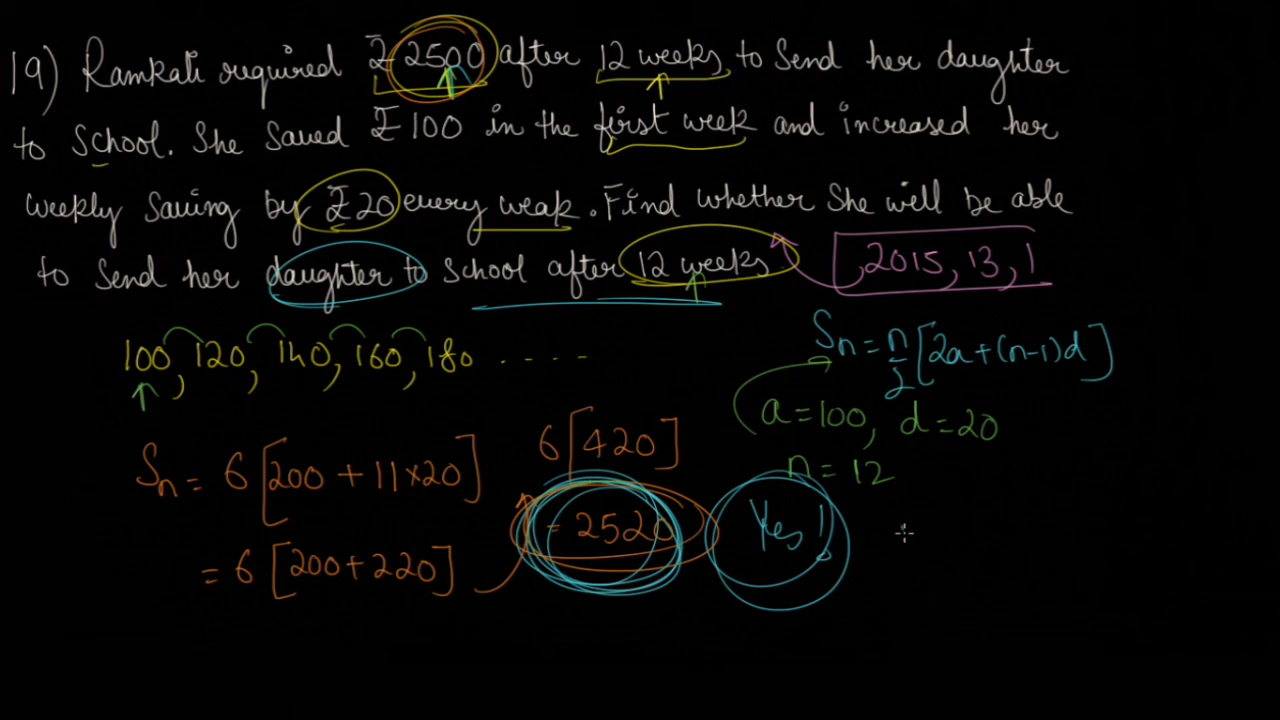 19) Ramkali required ₹ 2500 after 12 weeks to send her daughter
to School. She Saved ₹ 100 in the first week and increased her
weekly Saving by ₹ 20 every weak. Find whether She will be able
to Send her daughter to School after 12 weeks
, 2015, 13, 1
100, 120, 140, 160, 180 ......
Sn = n/2 [2a+(n-1)d]
a=100, d=20
n = 12
Sn = 6[200 + 11×20]
= 6[200+220]
6[420]
= 2520
Yes!